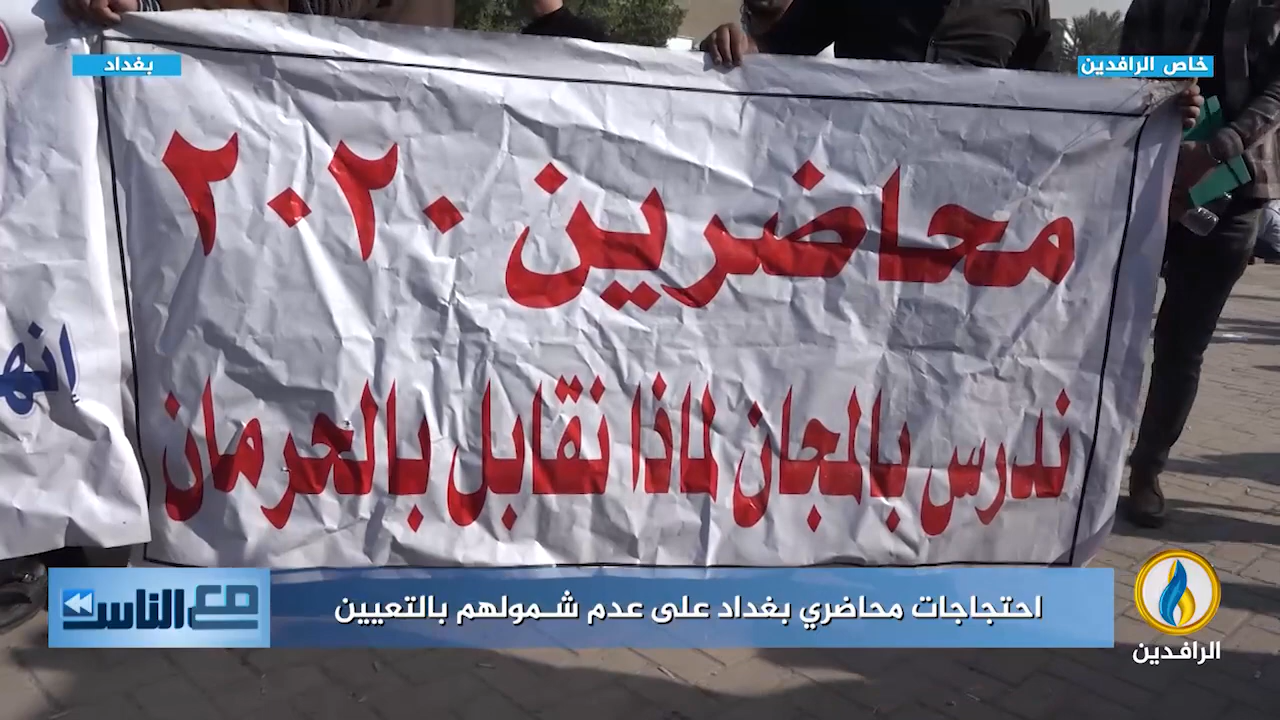 خاص الرافدين
بغداد
محاضرين ٢٠٢٠
ندرس بالمجان لماذا نقابل بالحرمان
احتجاجات محاضري بغداد على عدم شمولهم بالتعيين
مع الناس
الرافدين